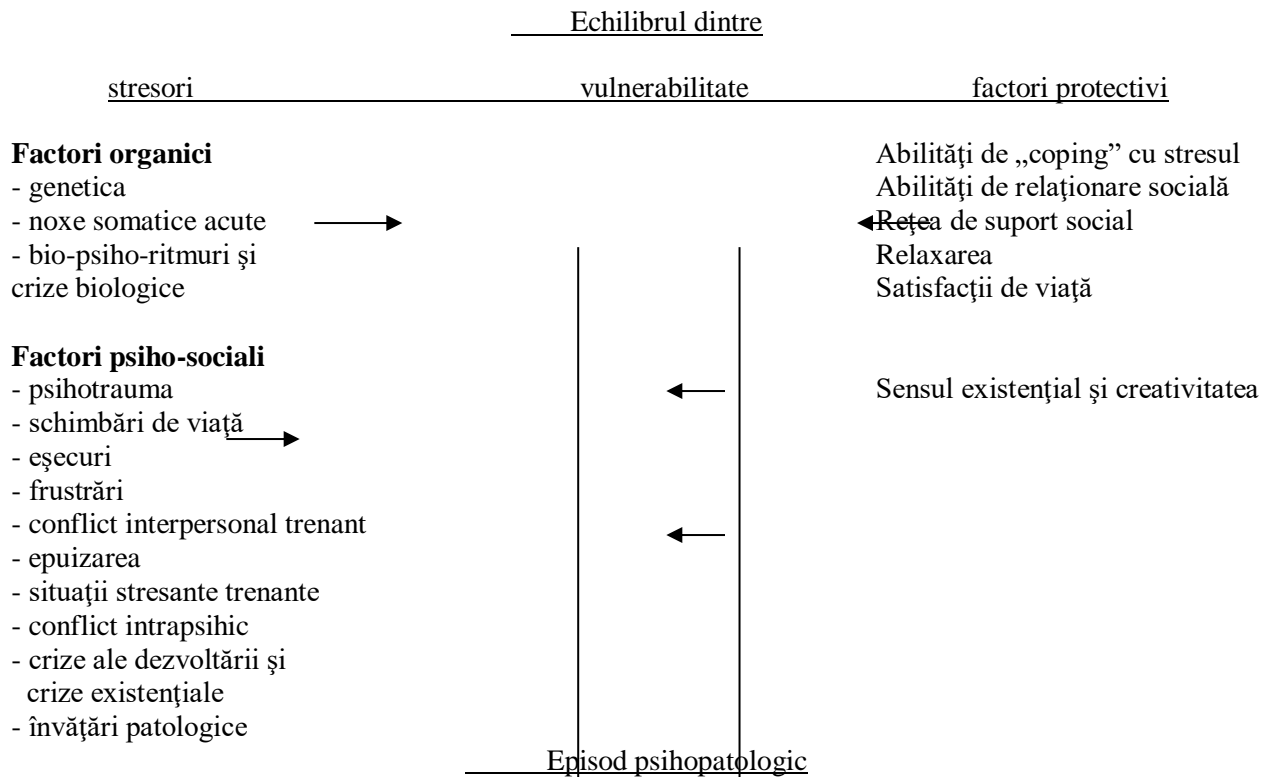 Echilibrul dintre
stresori vulnerabilitate factori protectivi
Factori organici
- genetica
- noxe somatice acute
- bio-psiho-ritmuri şi
crize biologice
Abilităţi de „coping” cu stresul
Abilităţi de relaţionare socială
Reţea de suport social
Relaxarea
Satisfacţii de viaţă
Factori psiho-sociali
- psihotrauma
- schimbări de viaţă
- eşecuri
- frustrări
- conflict interpersonal trenant
- epuizarea
- situaţii stresante trenante
- conflict intrapsihic
- crize ale dezvoltării şi
crize existenţiale
- învăţări patologice
Sensul existenţial şi creativitatea
Episod psihopatologic